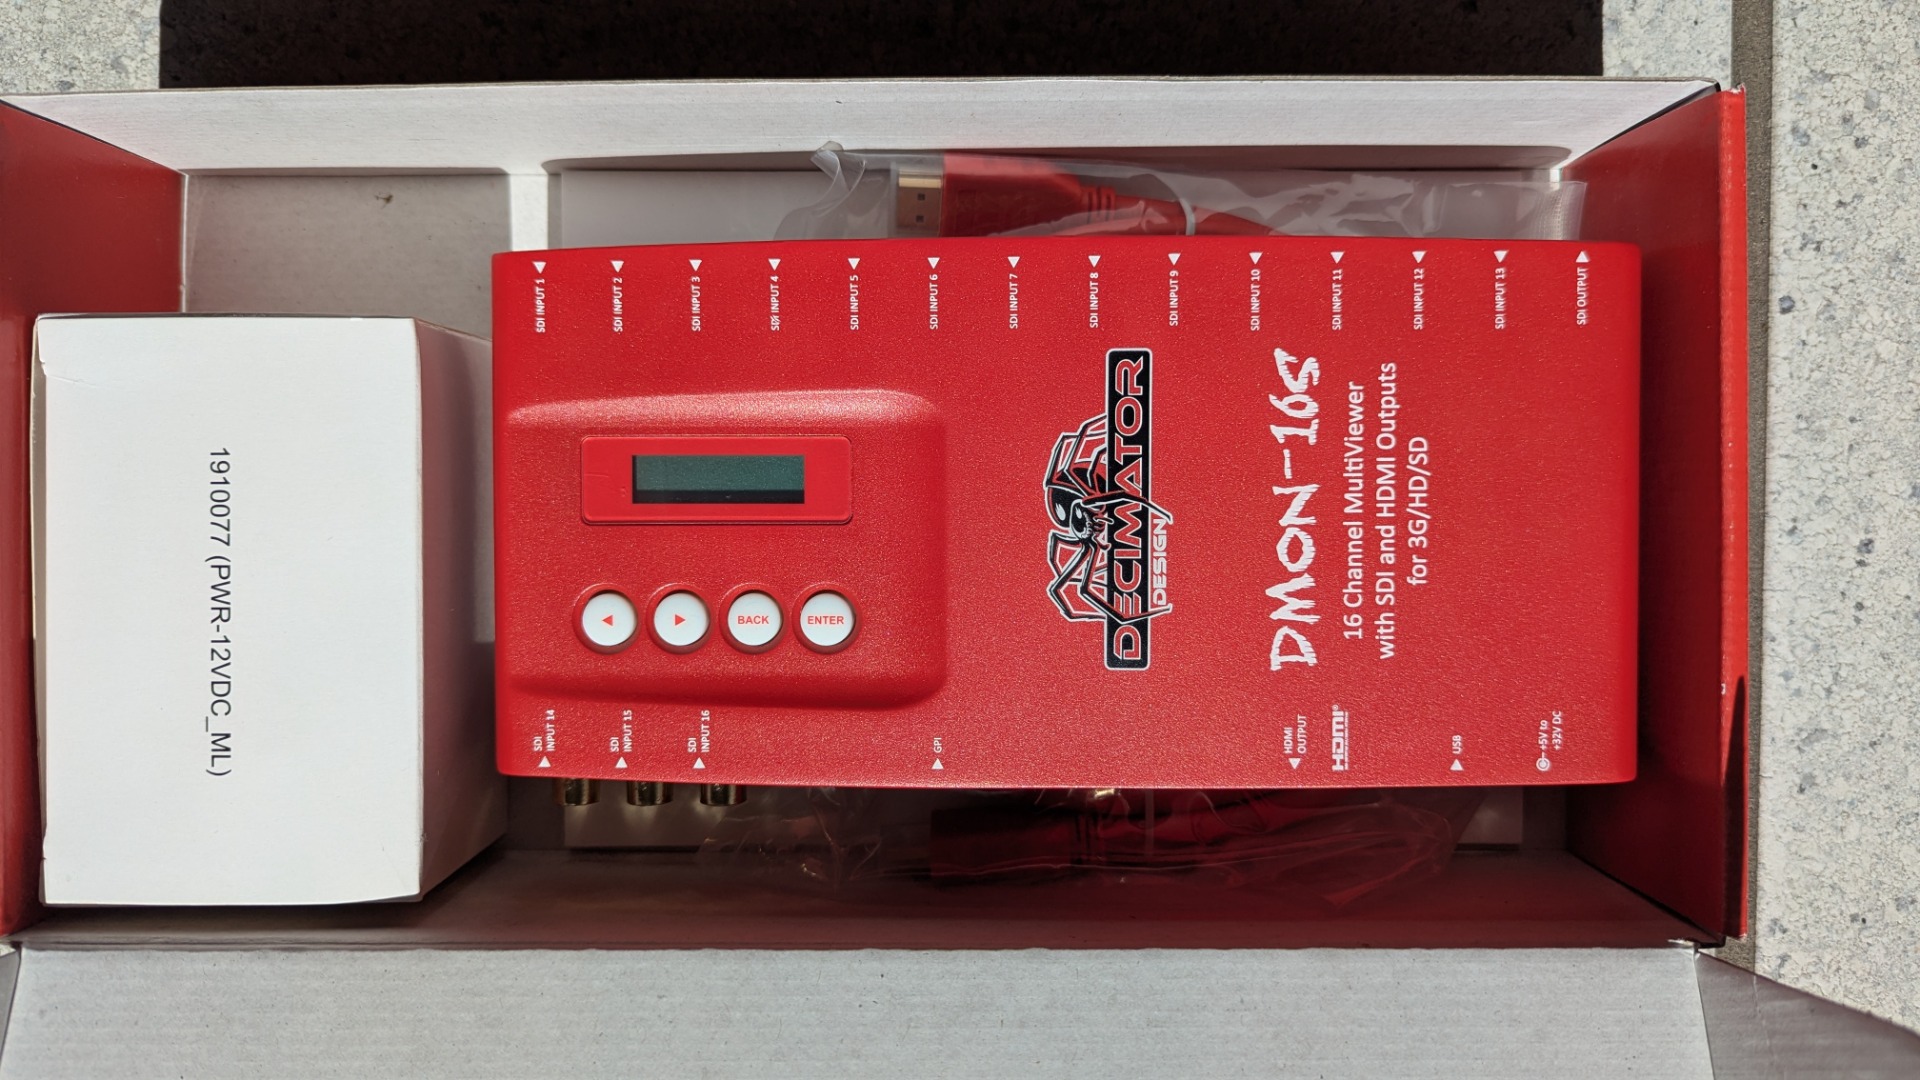 1910077 (PWR-12VDC_ML)
SDI INPUT 1
SDI INPUT 2
SDI INPUT 3
SDI INPUT 4
SDI INPUT 5
SDI INPUT 6
SDI INPUT 7
SDI INPUT 8
SDI INPUT 9
SDI INPUT 10
SDI INPUT 11
SDI INPUT 12
SDI INPUT 13
SDI OUTPUT
BACK
ENTER
DECIMATOR
DESIGN
DMON-16S
16 Channel MultiViewer
with SDI and HDMI Outputs
for 3G/HD/SD
SDI
INPUT 14
SDI
INPUT 15
SDI
INPUT 16
GPI
HDMI
OUTPUT
HDMI®
USB
+5V to
+32V DC